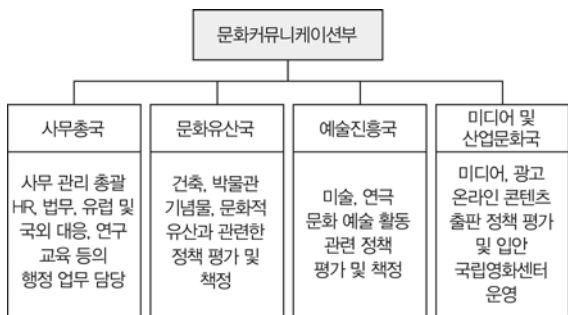 문화커뮤니케이션부
사무총국
사무 관리 총괄
HR, 법무, 유럽 및
국외 대응, 연구
교육 등의
행정 업무 담당
문화유산국
건축, 박물관
기념물, 문화적
유산과 관련한
정책 평가 및
책정
예술진흥국
미술, 연극
문화 예술 활동
관련 정책
평가 및 책정
미디어 및
산업문화국
미디어, 광고
온라인 콘텐츠
출판 정책 평가
및 입안
국립영화센터
운영